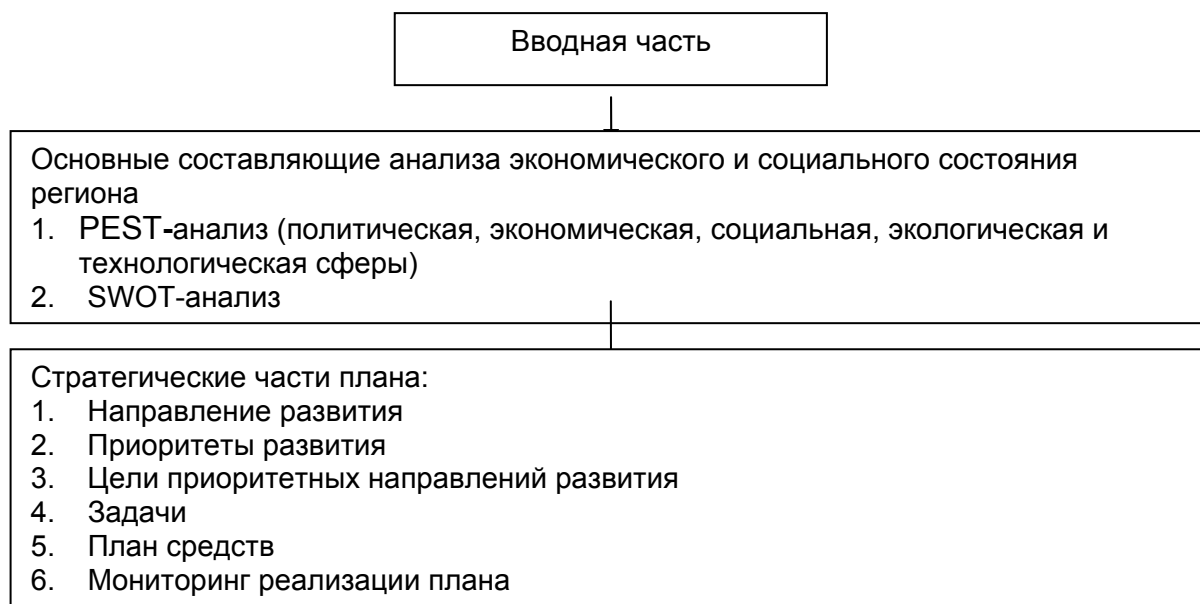 Вводная часть
Основные составляющие анализа экономического и социального состояния
региона
1. PEST-анализ (политическая, экономическая, социальная, экологическая и
технологическая сферы)
2. SWOT-анализ
Стратегические части плана:
1. Направление развития
2. Приоритеты развития
3. Цели приоритетных направлений развития
4. Задачи
5. План средств
6. Мониторинг реализации плана